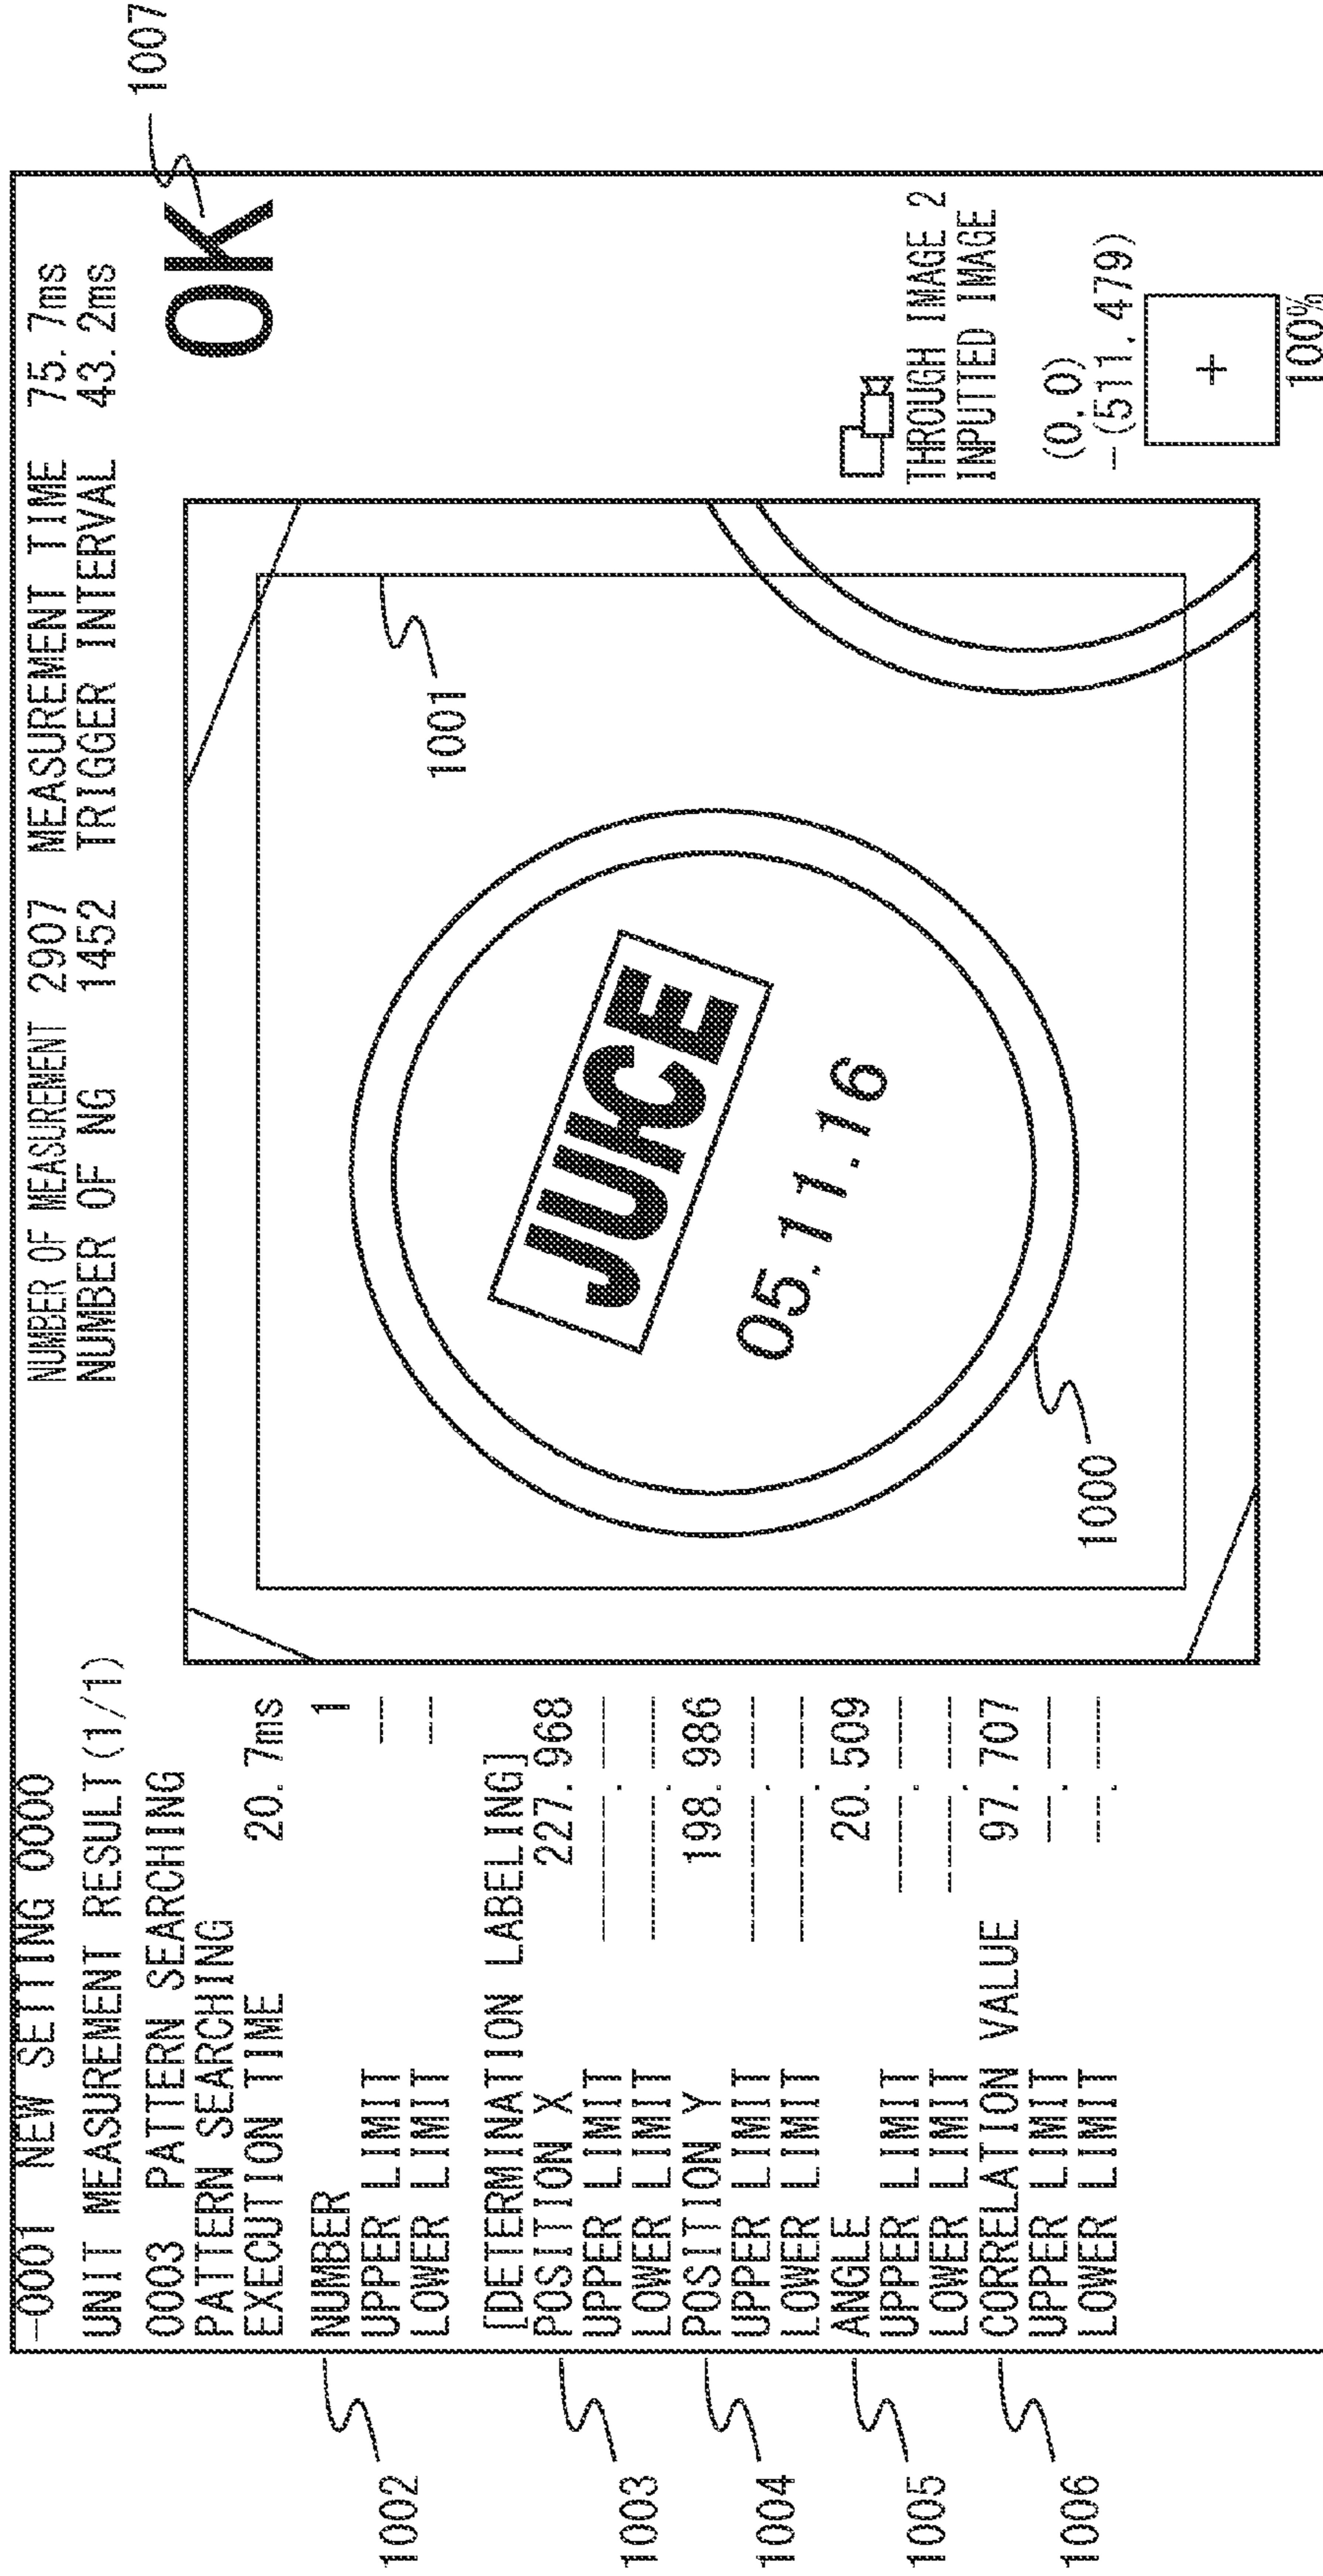 -0001 NEW SETTING 0000
NUMBER OF MEASUREMENT 2907 MEASUREMENT TIME 75.7ms
UNIT MEASUREMENT RESULT(1/1)
NUMBER OF NG 1452 TRIGGER INTERVAL 43.2ms
1007
OK
0003 PATTERN SEARCHING
PATTERN SEARCHING
EXECUTION TIME 20.7ms
1002
NUMBER 1
UPPER LIMIT --
LOWER LIMIT --
[DETERMINATION LABELING]
1003
POSITION X 227.968
UPPER LIMIT -----.---
LOWER LIMIT -----.---
1004
POSITION Y 198.986
UPPER LIMIT -----.---
LOWER LIMIT -----.---
1005
ANGLE 20.509
UPPER LIMIT ----.---
LOWER LIMIT ----.---
1006
CORRELATION VALUE 97.707
UPPER LIMIT --.---
LOWER LIMIT --.---
1001
JUICE
05.11.16
1000
THROUGH IMAGE 2
INPUTTED IMAGE
(0,0)
-(511,479)
+
100%